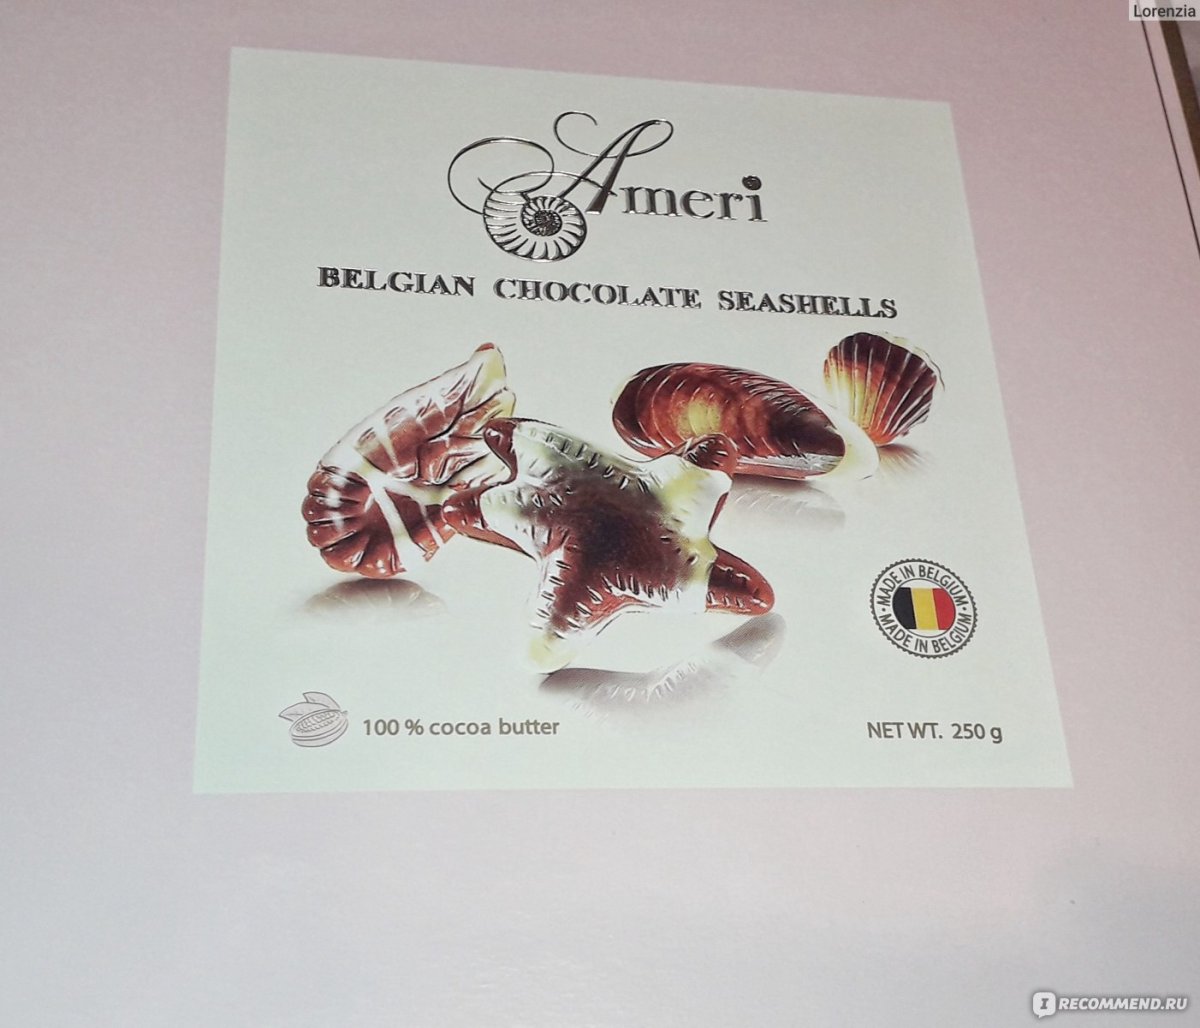 Lorenzia
Ameri
BELGIAN CHOCOLATE SEASHELLS
·MADE IN BELGIUM·
MADE IN BELGIUM
100 % cocoa butter
NET WT. 250 g
I RECOMMEND.RU